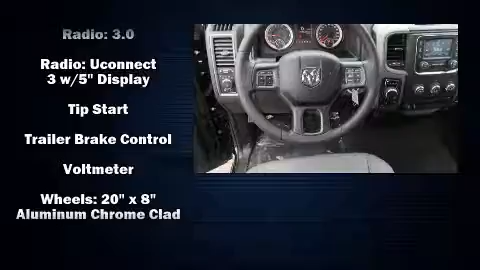 Radio: 3.0
Radio: Uconnect
3 w/5" Display
Tip Start
Trailer Brake Control
Voltmeter
Wheels: 20" x 8"
Aluminum Chrome Clad